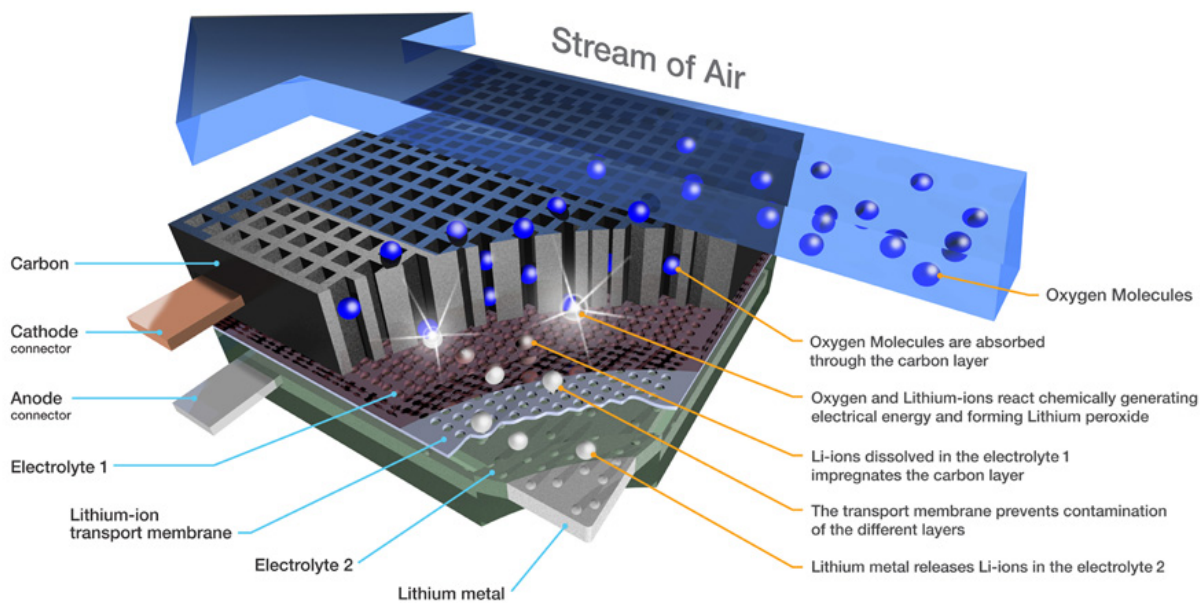 Stream of Air
Carbon
Cathode
connector
Anode
connector
Electrolyte 1
Lithium-ion
transport membrane
Electrolyte 2
Lithium metal
Oxygen Molecules
Oxygen Molecules are absorbed
through the carbon layer
Oxygen and Lithium-ions react chemically generating
electrical energy and forming Lithium peroxide
Li-ions dissolved in the electrolyte 1
impregnates the carbon layer
The transport membrane prevents contamination
of the different layers
Lithium metal releases Li-ions in the electrolyte 2